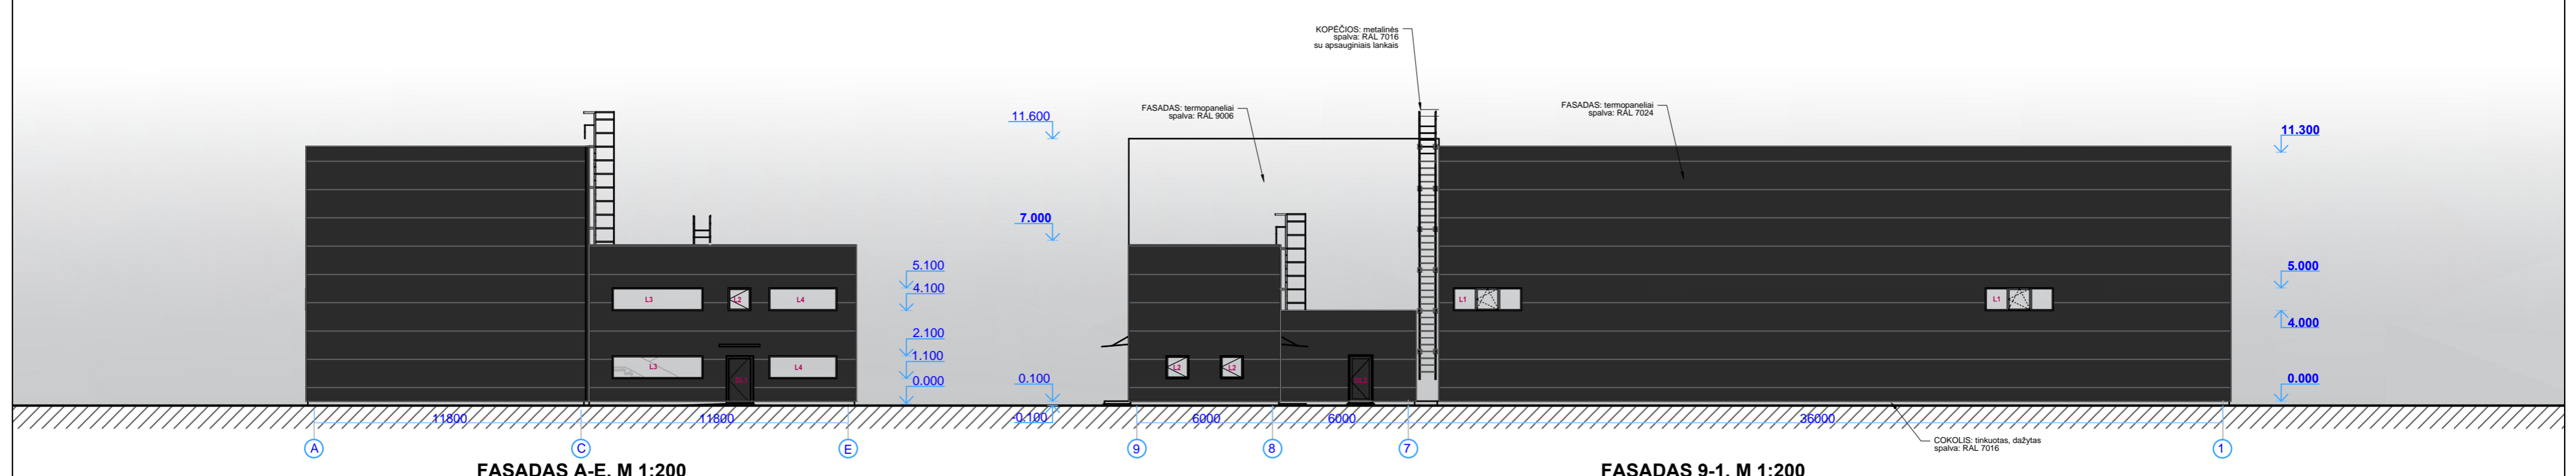 KOPĖČIOS: metalinės
spalva: RAL 7016
su apsauginiais lankais
FASADAS: termopaneliai
spalva: RAL 9006
FASADAS: termopaneliai
spalva: RAL 7024
11.600
11.300
7.000
5.100
4.100
2.100
1.100
0.000
0.100
-0.100
5.000
4.000
0.000
L3
L2
L4
L3
L4
L2
L2
L1
L1
11800
11800
6000
6000
36000
A
C
E
9
8
7
1
COKOLIS: tinkuotas, dažytas
spalva: RAL 7016
FASADAS A-E, M 1:200
FASADAS 9-1, M 1:200